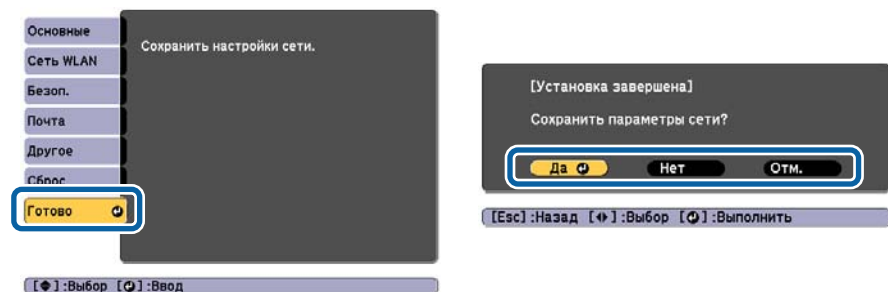 Основные
Сеть WLAN
Безоп.
Почта
Другое
Сброс
Готово
Сохранить настройки сети.
[◆]:Выбор [↵]:Ввод
[Установка завершена]
Сохранить параметры сети?
Да Нет Отм.
[Esc]:Назад [◂▸]:Выбор [↵]:Выполнить